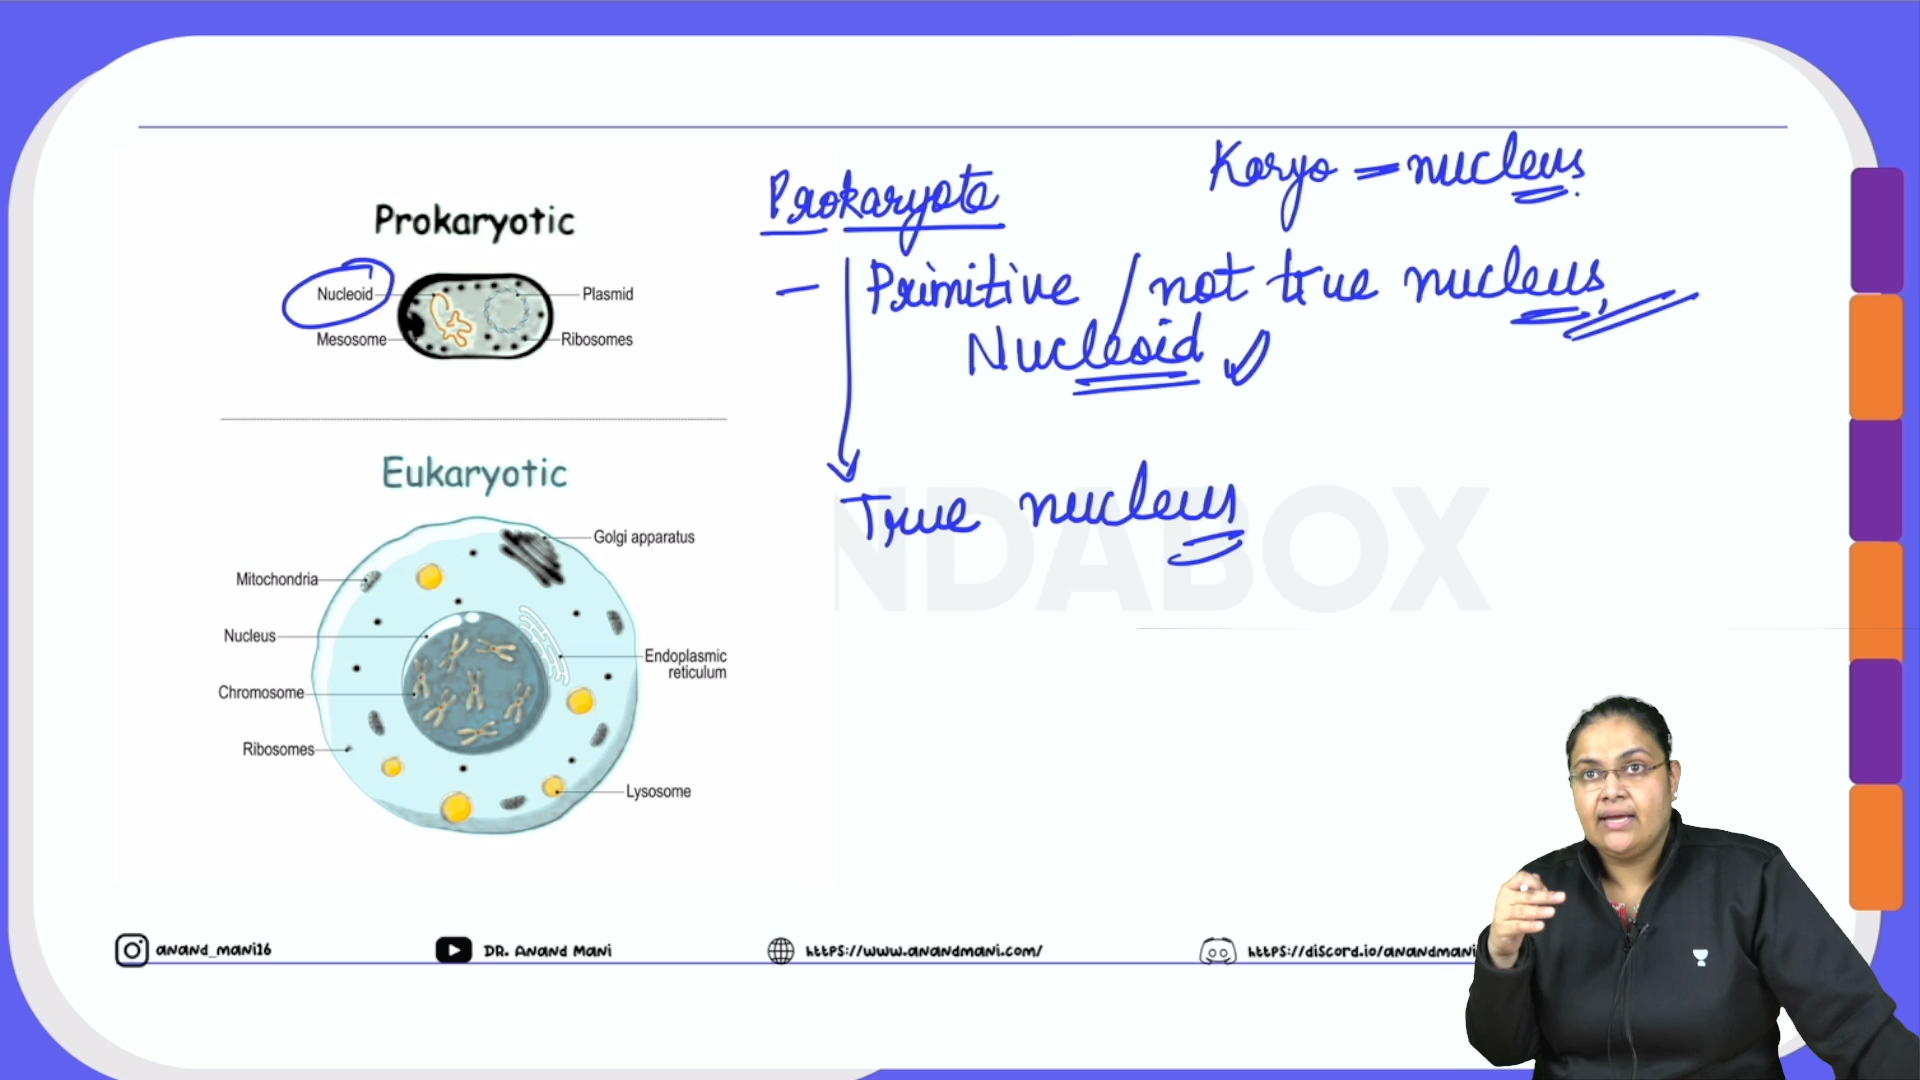 Karyo = nucleus.
Prokaryote
Prokaryotic
- Primitive / not true nucleus,
Nucleoid
Nucleoid
Plasmid
Mesosome
Ribosomes
Eukaryotic
True nucleus
NDABOX
Golgi apparatus
Mitochondria
Nucleus
Endoplasmic
reticulum
Chromosome
Ribosomes
Lysosome
anand_mani26
DR. Anand Mani
https://www.anandmani.com/
https://discord.io/anandmani